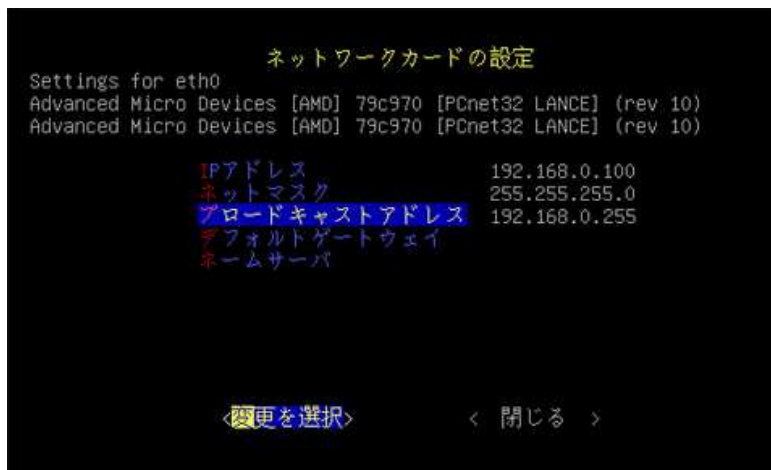 ネットワークカードの設定
Settings for eth0
Advanced Micro Devices [AMD] 79c970 [PCnet32 LANCE] (rev 10)
Advanced Micro Devices [AMD] 79c970 [PCnet32 LANCE] (rev 10)
IPアドレス 192.168.0.100
ネットマスク 255.255.255.0
ブロードキャストアドレス 192.168.0.255
デフォルトゲートウェイ
ネームサーバ
<変更を選択> < 閉じる >